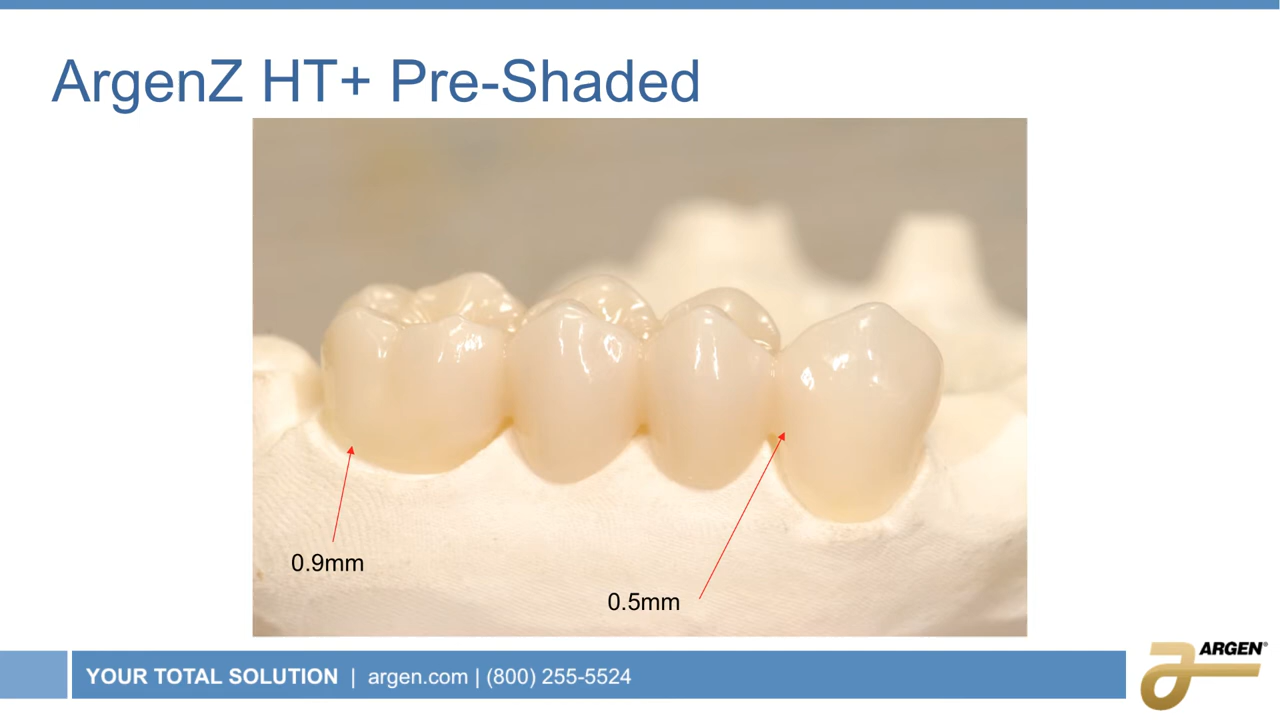 ArgenZ HT+ Pre-Shaded
0.9mm
0.5mm
YOUR TOTAL SOLUTION | argen.com | (800) 255-5524
ARGEN®